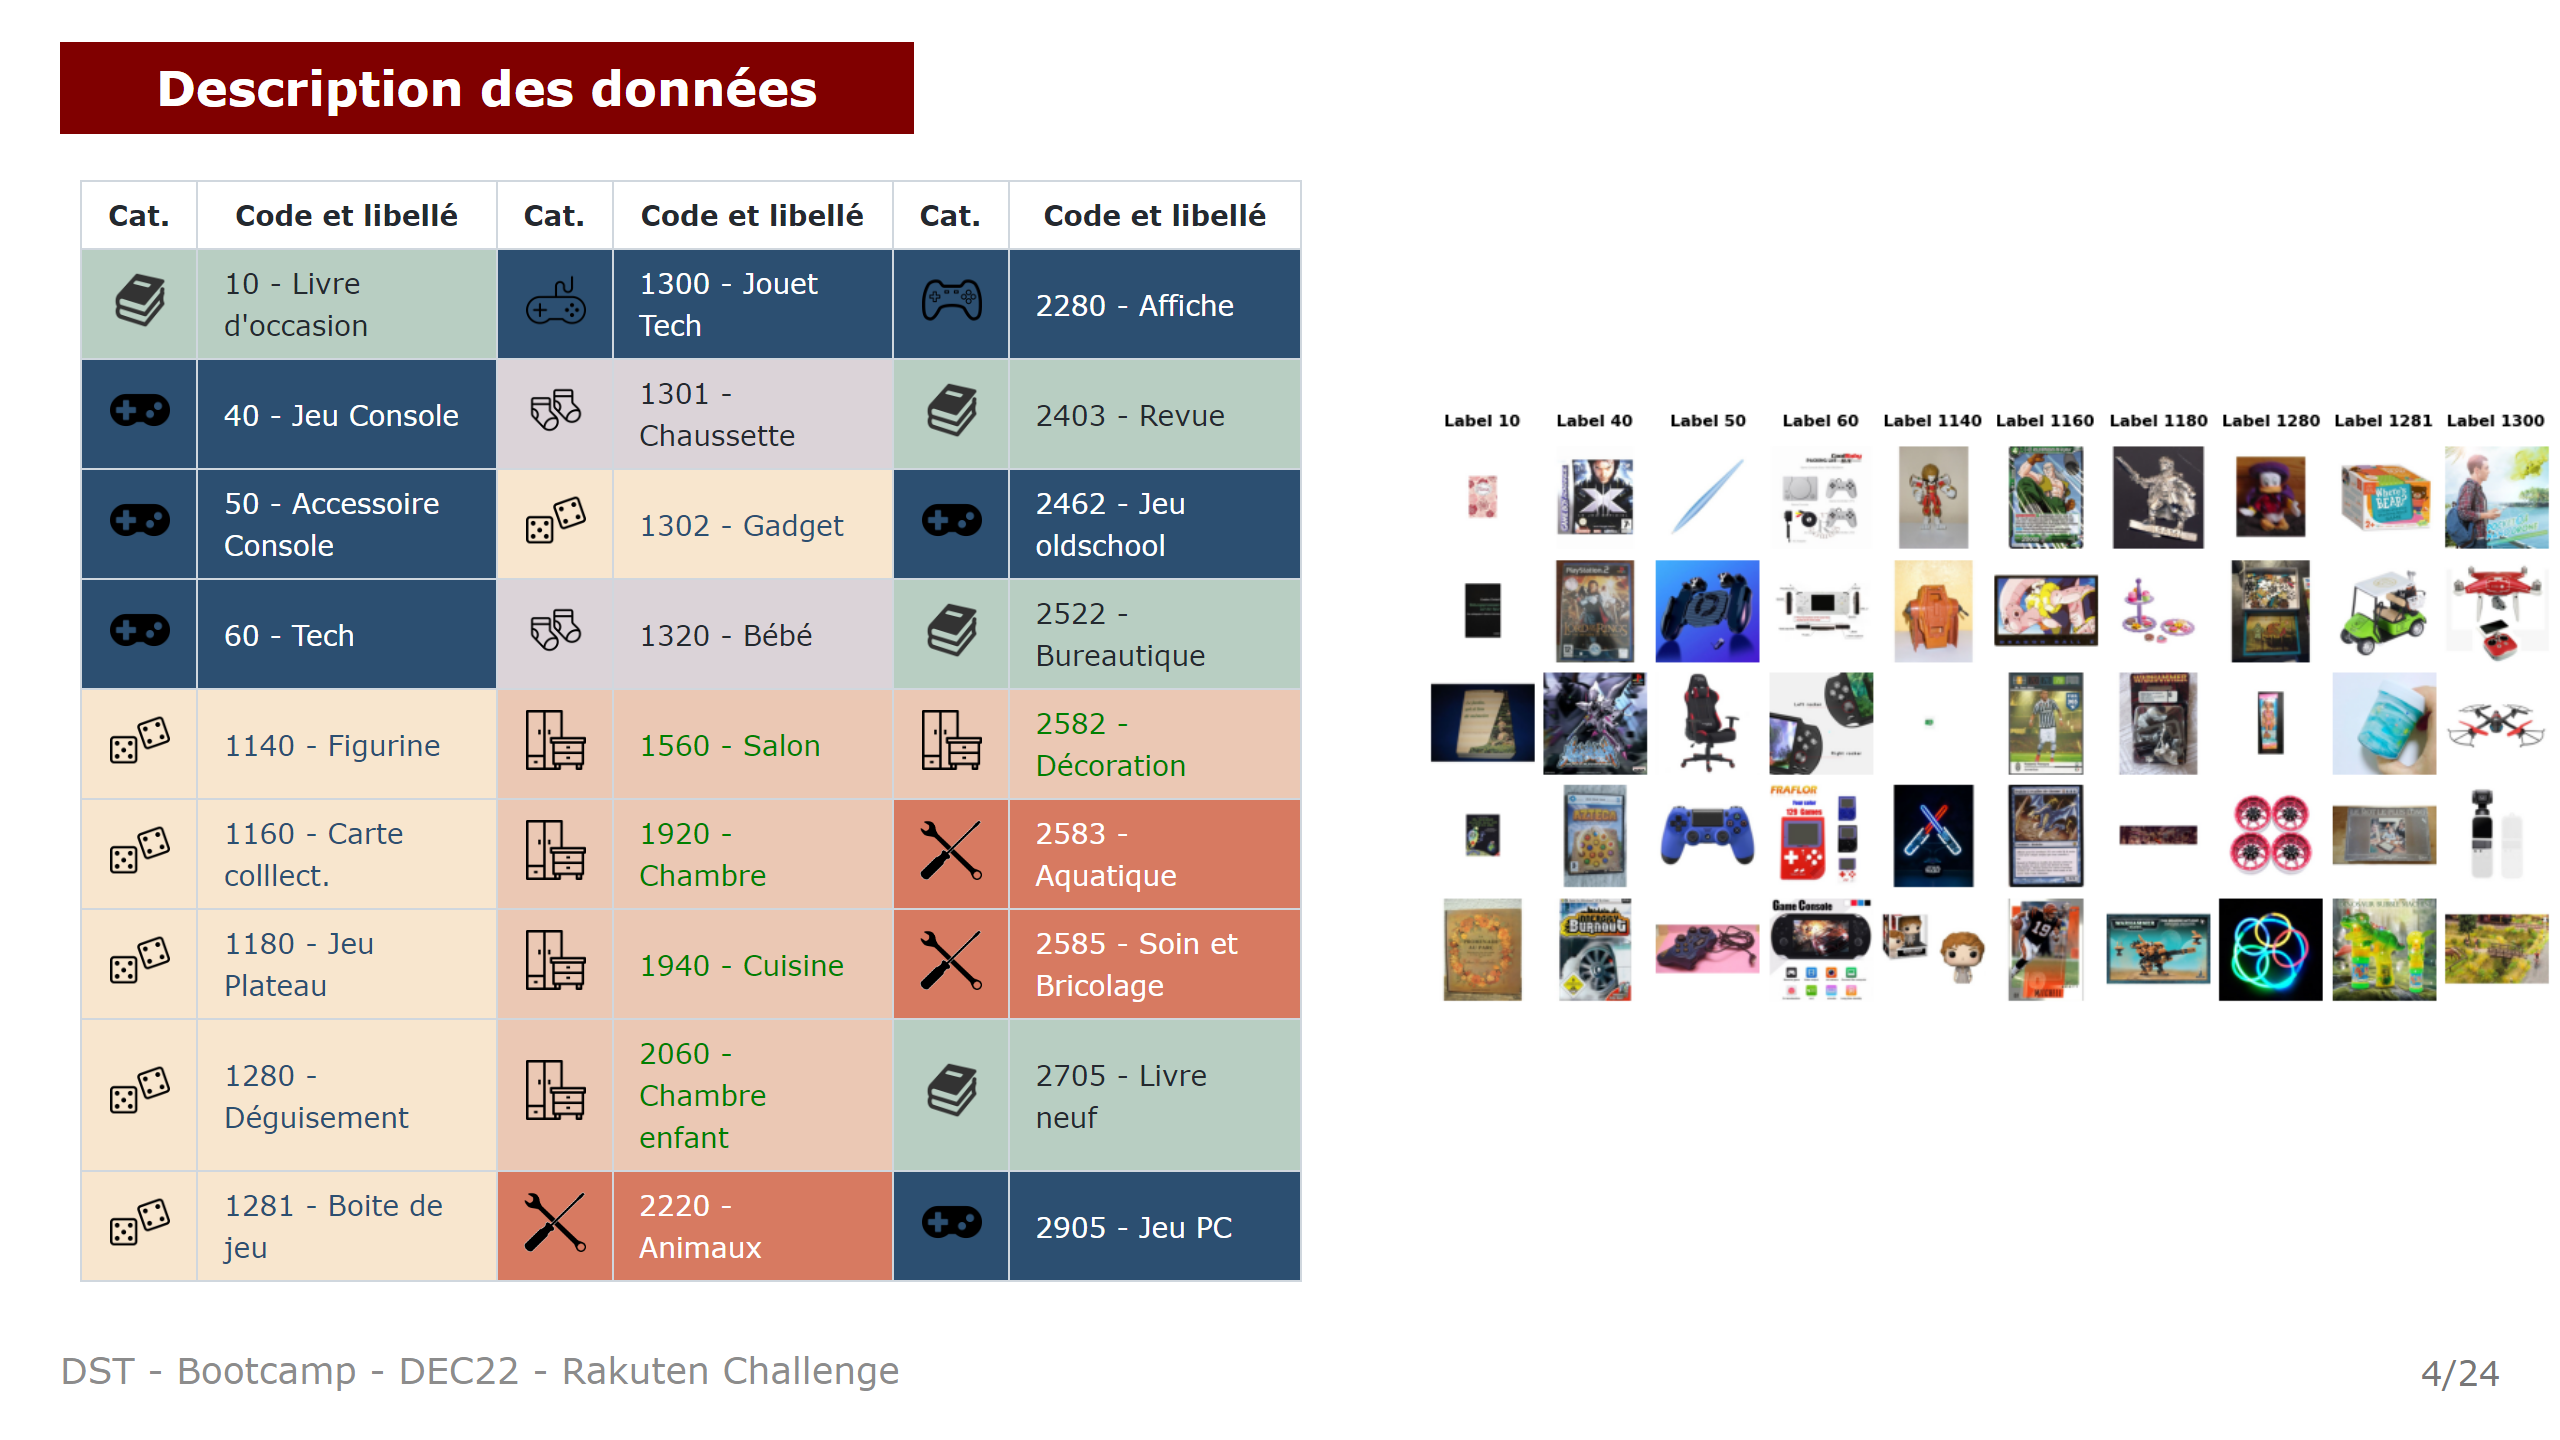 Description des données
Cat. Code et libellé Cat. Code et libellé Cat. Code et libellé
10 - Livre
d'occasion
1300 - Jouet
Tech
2280 - Affiche
40 - Jeu Console
1301 -
Chaussette
2403 - Revue
50 - Accessoire
Console
1302 - Gadget
2462 - Jeu
oldschool
60 - Tech
1320 - Bébé
2522 -
Bureautique
1140 - Figurine
1560 - Salon
2582 -
Décoration
1160 - Carte
colllect.
1920 -
Chambre
2583 -
Aquatique
1180 - Jeu
Plateau
1940 - Cuisine
2585 - Soin et
Bricolage
1280 -
Déguisement
2060 -
Chambre
enfant
2705 - Livre
neuf
1281 - Boite de
jeu
2220 -
Animaux
2905 - Jeu PC
Label 10 Label 40 Label 50 Label 60 Label 1140 Label 1160 Label 1180 Label 1280 Label 1281 Label 1300
FRAFLOR
Game Console
DST - Bootcamp - DEC22 - Rakuten Challenge
4/24